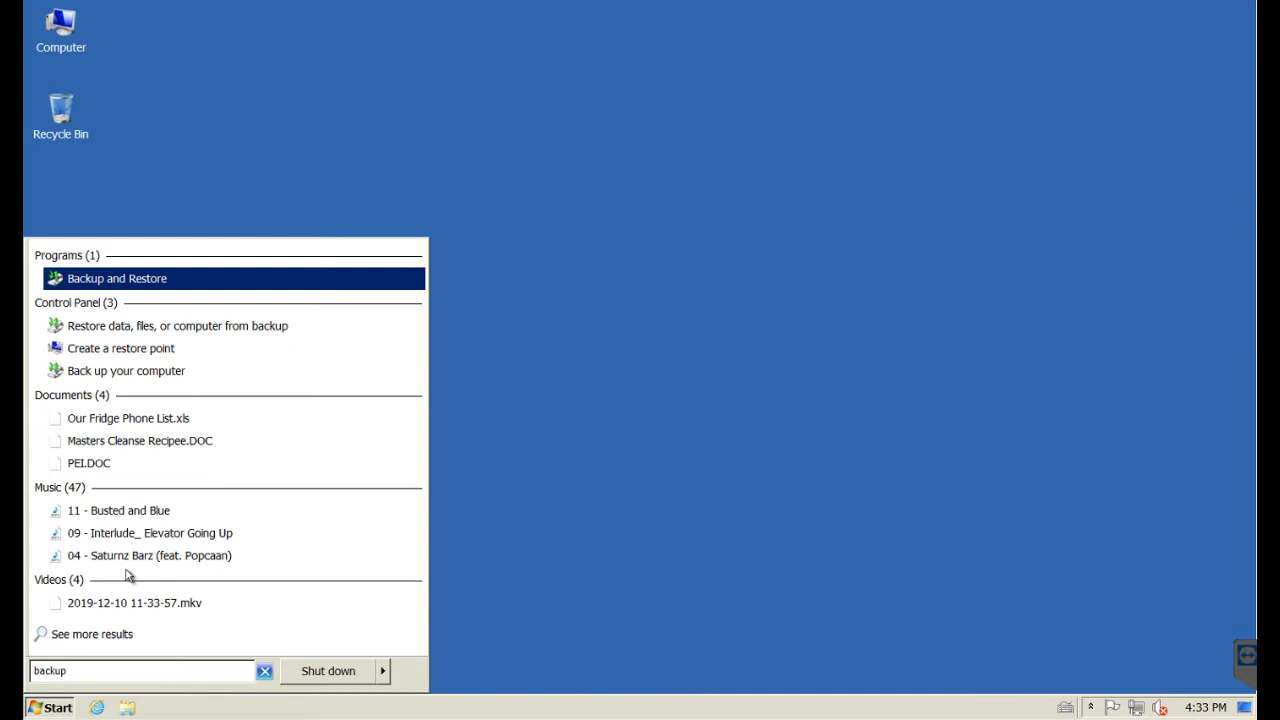 Computer
Recycle Bin
Programs (1)
Backup and Restore
Control Panel (3)
Restore data, files, or computer from backup
Create a restore point
Back up your computer
Documents (4)
Our Fridge Phone List.xls
Masters Cleanse Recipee.DOC
PEI.DOC
Music (47)
11 - Busted and Blue
09 - Interlude_ Elevator Going Up
04 - Saturnz Barz (feat. Popcaan)
Videos (4)
2019-12-10 11-33-57.mkv
See more results
backup
Shut down
Start
4:33 PM